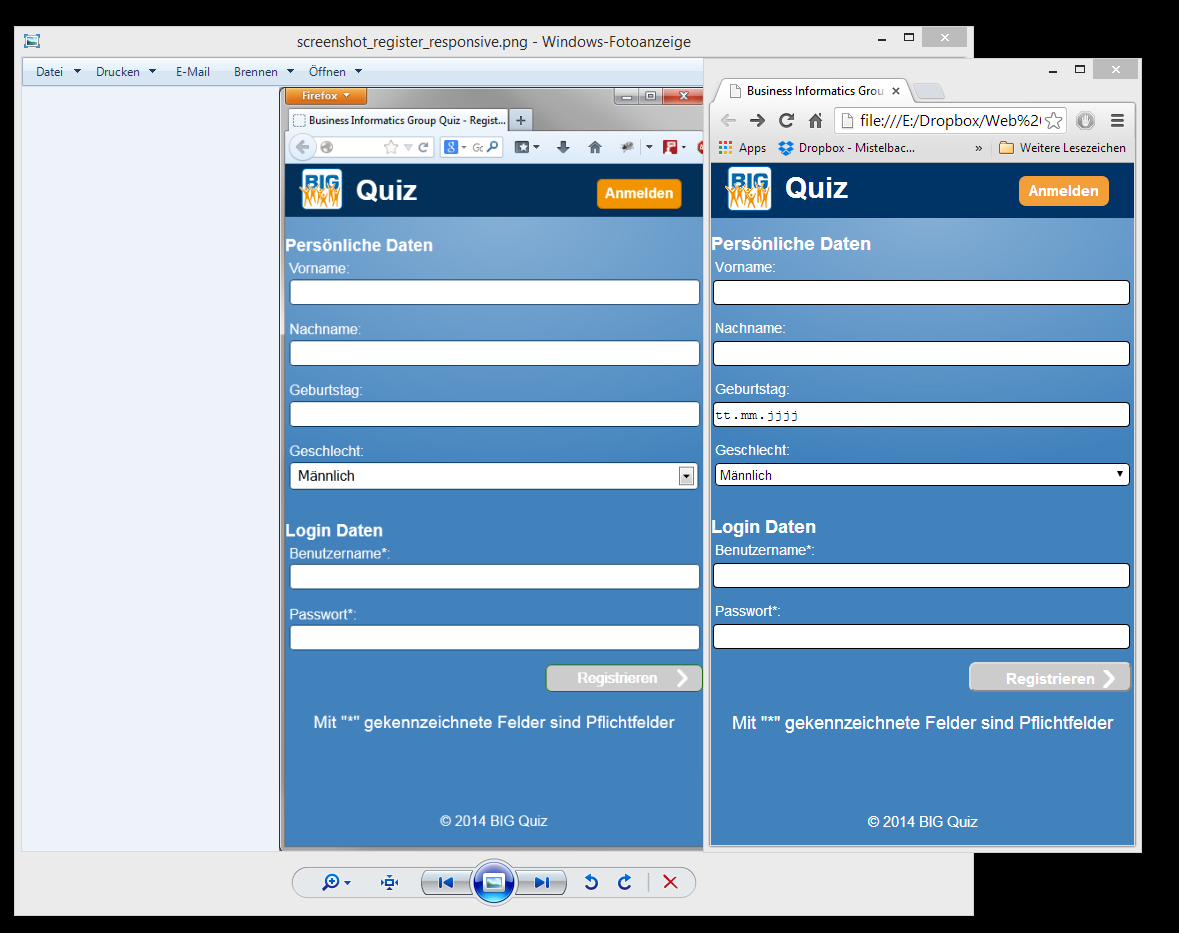 screenshot_register_responsive.png - Windows-Fotoanzeige
Datei Drucken E-Mail Brennen Öffnen
Firefox
Business Informatics Group Quiz - Regist...
BIG Quiz Anmelden
Persönliche Daten
Vorname:
Nachname:
Geburtstag:
Geschlecht:
Männlich
Login Daten
Benutzername*:
Passwort*:
Registrieren
Mit "*" gekennzeichnete Felder sind Pflichtfelder
© 2014 BIG Quiz
Business Informatics Grou
file:///E:/Dropbox/Web%20
Apps Dropbox - Mistelbac... » Weitere Lesezeichen
BIG Quiz Anmelden
Persönliche Daten
Vorname:
Nachname:
Geburtstag:
tt.mm.jjjj
Geschlecht:
Männlich
Login Daten
Benutzername*:
Passwort*:
Registrieren
Mit "*" gekennzeichnete Felder sind Pflichtfelder
© 2014 BIG Quiz